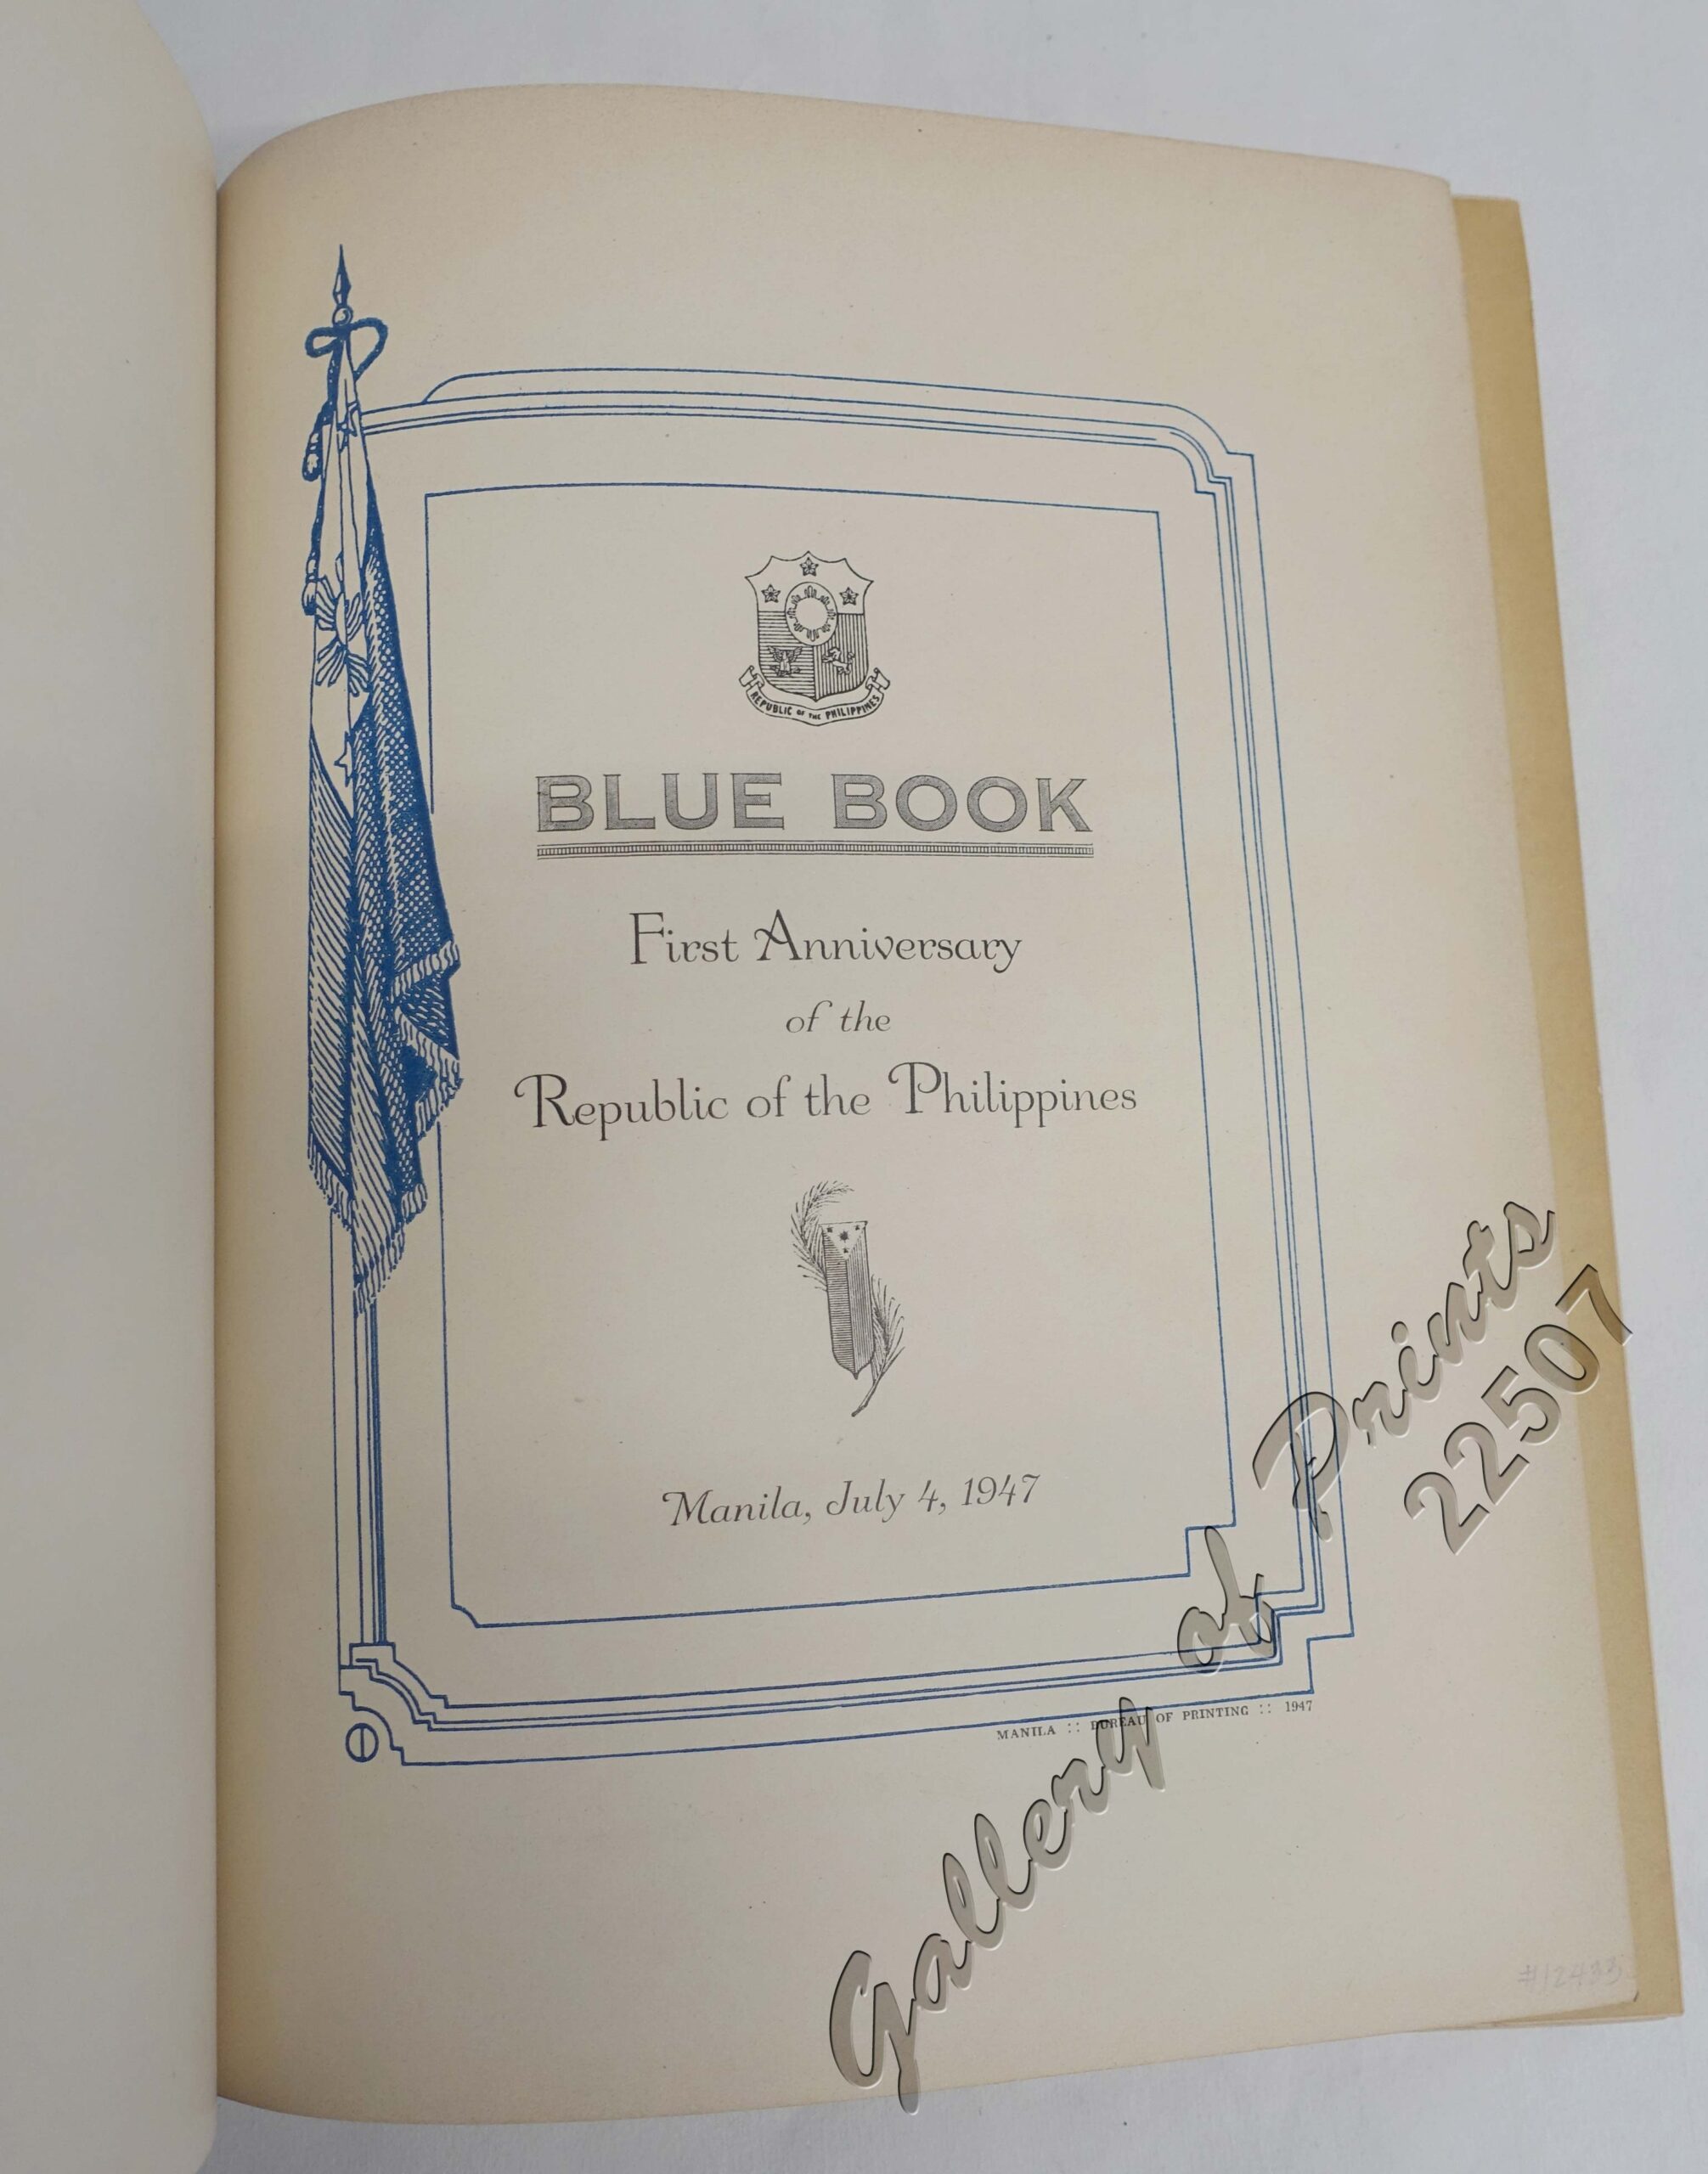 REPUBLIC OF THE PHILIPPINES
BLUE BOOK
First Anniversary
of the
Republic of the Philippines
Manila, July 4, 1947
MANILA :: BUREAU OF PRINTING :: 1947
Gallery of Prints
22507
#12433